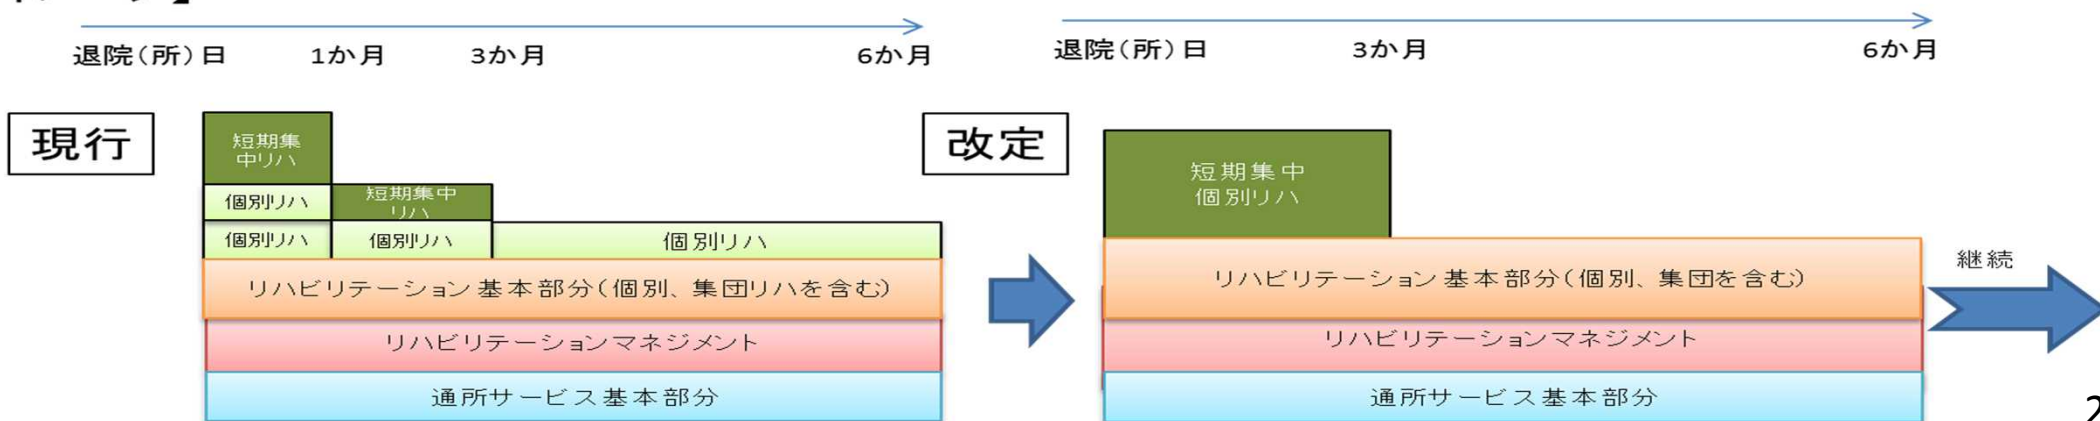 退院(所)日 1か月 3か月 6か月
現行
短期集
中リハ
個別リハ
短期集中
リハ
個別リハ
個別リハ
個別リハ
リハビリテーション基本部分(個別、集団リハを含む)
リハビリテーションマネジメント
通所サービス基本部分
退院(所)日 3か月 6か月
改定
短期集中
個別リハ
リハビリテーション基本部分(個別、集団を含む)
リハビリテーションマネジメント
通所サービス基本部分
継続